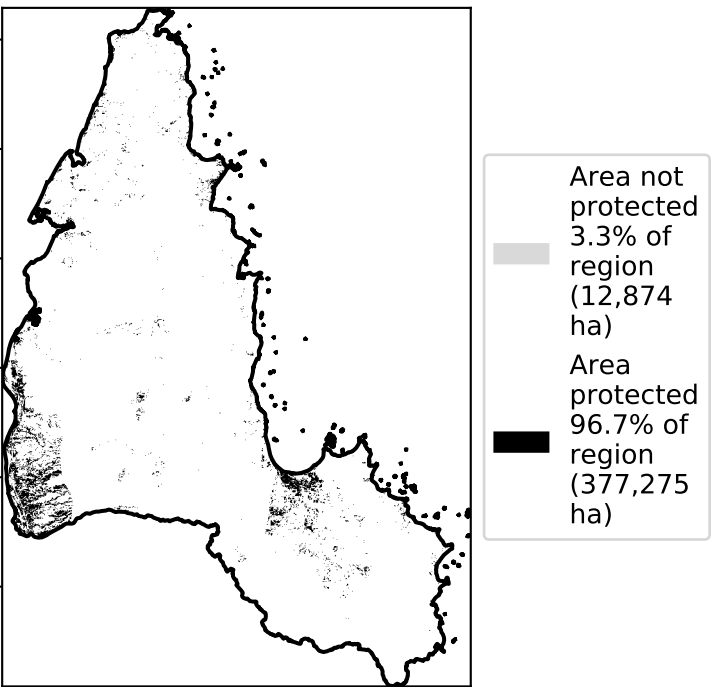 Area not
protected
3.3% of
region
(12,874
ha)
Area
protected
96.7% of
region
(377,275
ha)